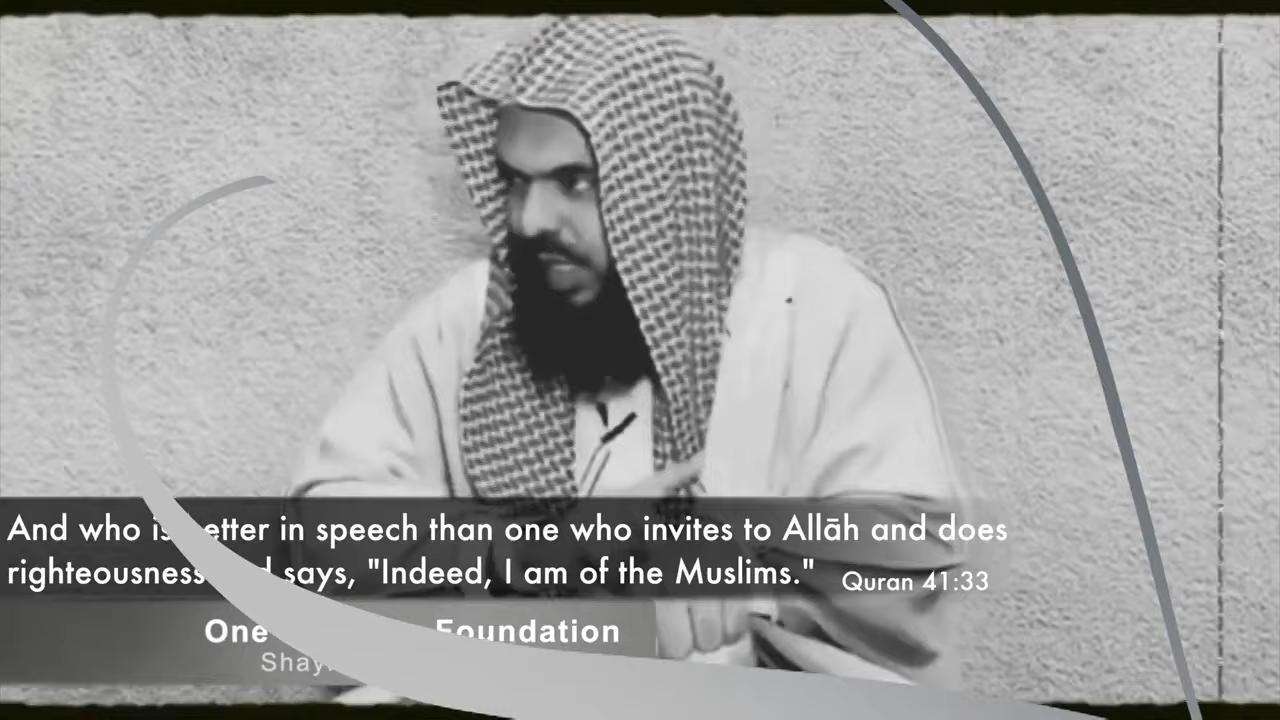 And who is etter in speech than one who invites to Allāh and does
righteousness d says, "Indeed, I am of the Muslims." Quran 41:33
One Foundation